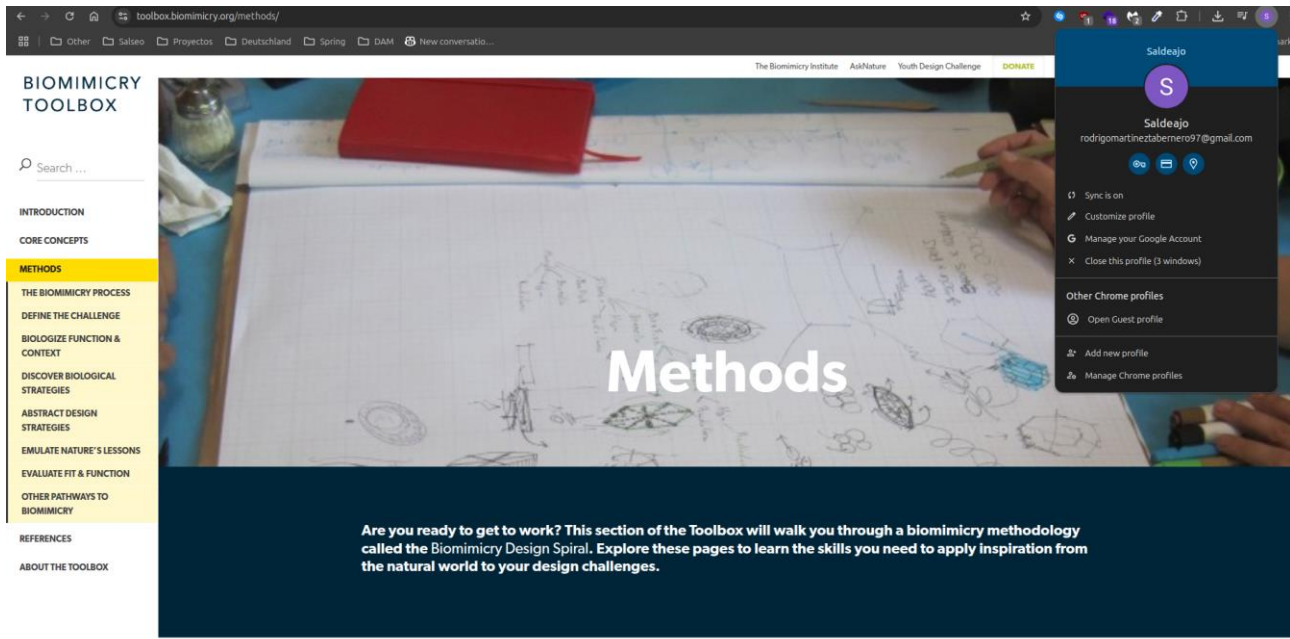 toolbox.biomimicry.org/methods/
Other Salseo Proyectos Deutschland Spring DAM New conversatio...
The Biomimicry Institute AskNature Youth Design Challenge DONATE
BIOMIMICRY
TOOLBOX
Search ...
INTRODUCTION
CORE CONCEPTS
METHODS
THE BIOMIMICRY PROCESS
DEFINE THE CHALLENGE
BIOLOGIZE FUNCTION &
CONTEXT
DISCOVER BIOLOGICAL
STRATEGIES
ABSTRACT DESIGN
STRATEGIES
EMULATE NATURE'S LESSONS
EVALUATE FIT & FUNCTION
OTHER PATHWAYS TO
BIOMIMICRY
REFERENCES
ABOUT THE TOOLBOX
Methods
Are you ready to get to work? This section of the Toolbox will walk you through a biomimicry methodology
called the Biomimicry Design Spiral. Explore these pages to learn the skills you need to apply inspiration from
the natural world to your design challenges.
1 18 2 S
Saldeajo
S
Saldeajo
rodrigomartineztabernero97@gmail.com
Sync is on
Customize profile
G Manage your Google Account
Close this profile (3 windows)
Other Chrome profiles
Open Guest profile
Add new profile
Manage Chrome profiles